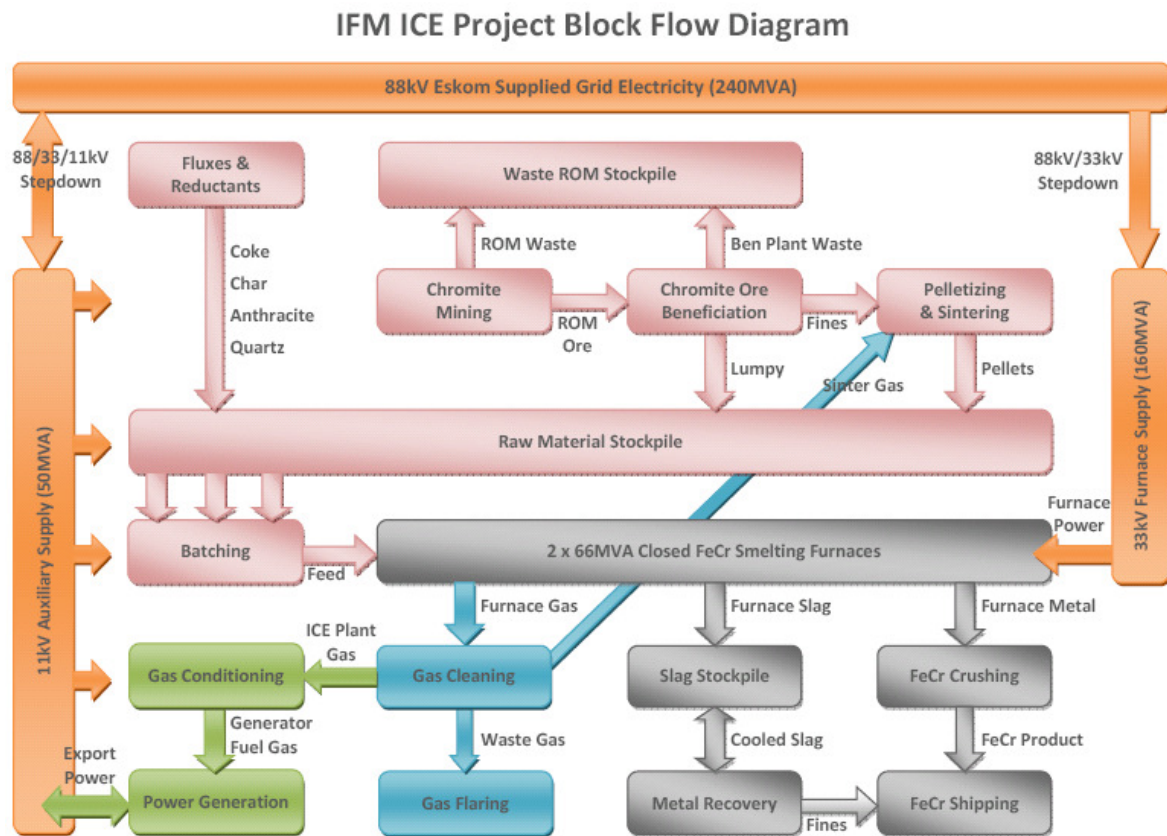 IFM ICE Project Block Flow Diagram
88kV Eskom Supplied Grid Electricity (240MVA)
88/33/11kV
Stepdown
Fluxes &
Reductants
Waste ROM Stockpile
88kV/33kV
Stepdown
Coke
Char
Anthracite
Quartz
ROM Waste
Ben Plant Waste
Chromite
Mining
ROM
Ore
Chromite Ore
Beneficiation
Fines
Pelletizing
& Sintering
Lumpy
Sinter Gas
Pellets
11kV Auxiliary Supply (50MVA)
33kV Furnace Supply (160MVA)
Raw Material Stockpile
Furnace
Power
Batching
Feed
2 x 66MVA Closed FeCr Smelting Furnaces
Furnace Gas
Furnace Slag
Furnace Metal
ICE Plant
Gas
Gas Conditioning
Gas Cleaning
Slag Stockpile
FeCr Crushing
Generator
Fuel Gas
Waste Gas
Cooled Slag
FeCr Product
Export
Power
Power Generation
Gas Flaring
Metal Recovery
Fines
FeCr Shipping